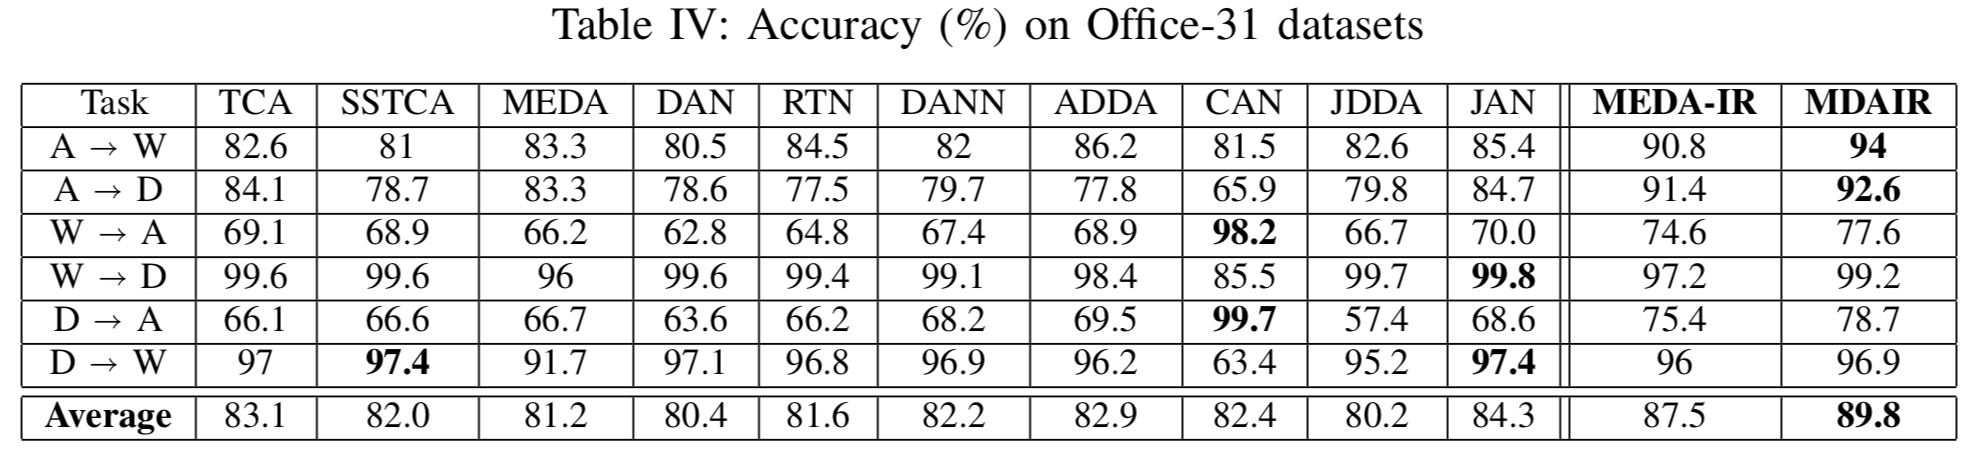 Table IV: Accuracy (%) on Office-31 datasets
Task TCA SSTCA MEDA DAN RTN DANN ADDA CAN JDDA JAN MEDA-IR MDAIR
A → W 82.6 81 83.3 80.5 84.5 82 86.2 81.5 82.6 85.4 90.8 94
A → D 84.1 78.7 83.3 78.6 77.5 79.7 77.8 65.9 79.8 84.7 91.4 92.6
W → A 69.1 68.9 66.2 62.8 64.8 67.4 68.9 98.2 66.7 70.0 74.6 77.6
W → D 99.6 99.6 96 99.6 99.4 99.1 98.4 85.5 99.7 99.8 97.2 99.2
D → A 66.1 66.6 66.7 63.6 66.2 68.2 69.5 99.7 57.4 68.6 75.4 78.7
D → W 97 97.4 91.7 97.1 96.8 96.9 96.2 63.4 95.2 97.4 96 96.9
Average 83.1 82.0 81.2 80.4 81.6 82.2 82.9 82.4 80.2 84.3 87.5 89.8